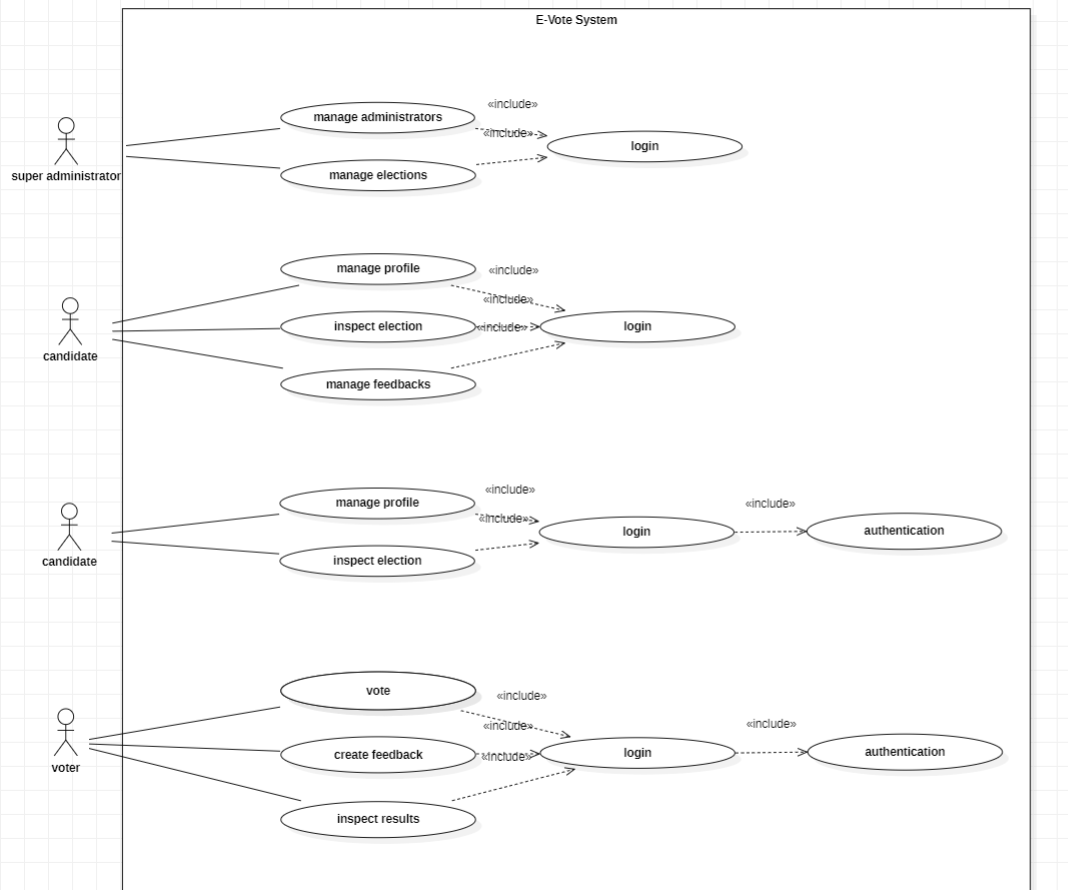 E-Vote System
«include»
manage administrators
«include»
login
super administrator
manage elections
manage profile
«include»
«include»
inspect election
«include»
login
candidate
manage feedbacks
«include»
manage profile
«include»
«include»
login
authentication
candidate
inspect election
vote
«include»
«include»
«include»
create feedback
«include»
login
authentication
voter
inspect results